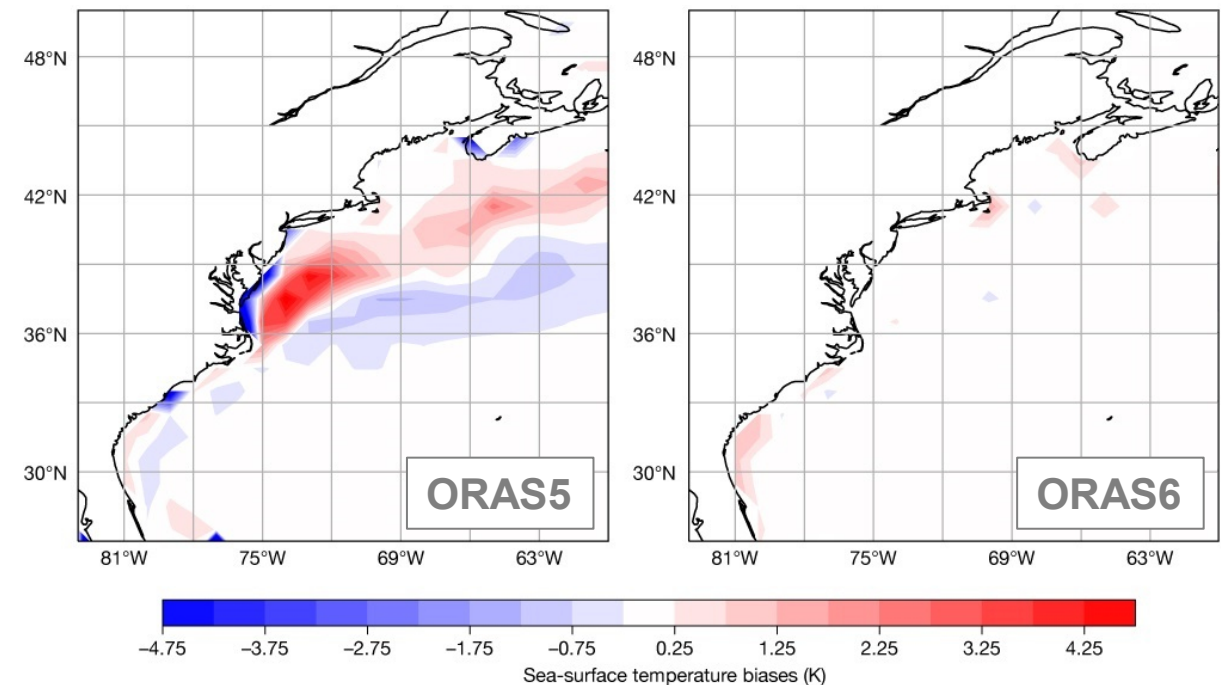 48°N
42°N
36°N
30°N
81°W 75°W 69°W 63°W
ORAS5
48°N
42°N
36°N
30°N
81°W 75°W 69°W 63°W
ORAS6
−4.75 −3.75 −2.75 −1.75 −0.75 0.25 1.25 2.25 3.25 4.25
Sea-surface temperature biases (K)